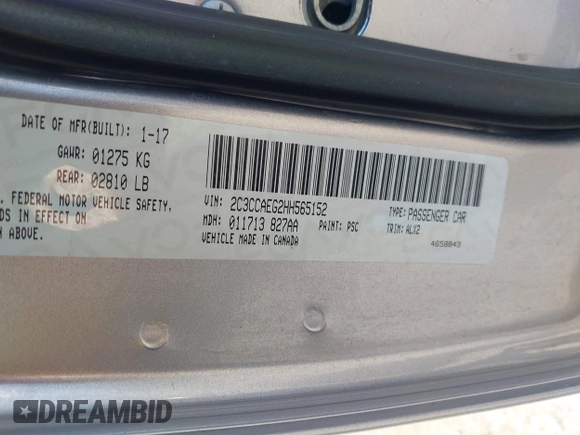 DATE OF MFR(BUILT): 1-17
GAWR: 01275 KG
REAR: 02810 LB
. FEDERAL MOTOR VEHICLE SAFETY,
DS IN EFFECT ON
N ABOVE.
VIN: 2C3CCAEG2HH565152
TYPE: PASSENGER CAR
MDH: 011713 827AA
PAINT: PSC
TRIM: ALX2
VEHICLE MADE IN CANADA
4658843
DREAMBID